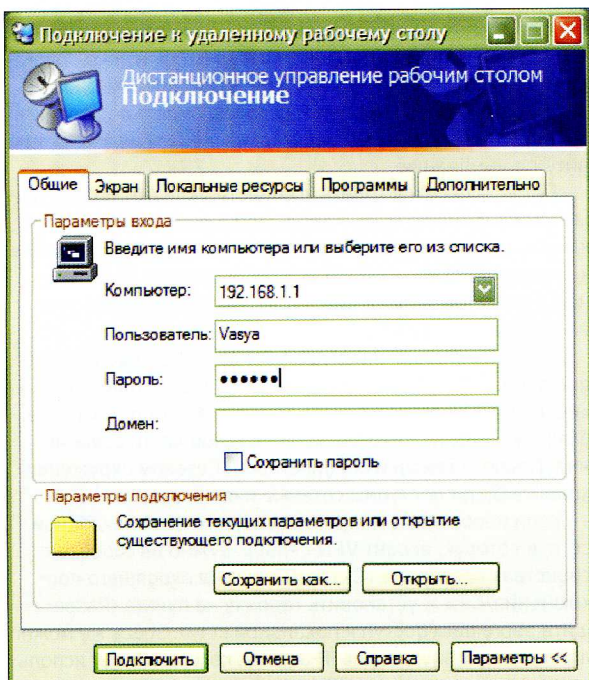 Подключение к удаленному рабочему столу
Дистанционное управление рабочим столом
Подключение
Общие Экран Локальные ресурсы Программы Дополнительно
Параметры входа
Введите имя компьютера или выберите его из списка.
Компьютер: 192.168.1.1
Пользователь: Vasya
Пароль: ••••••
Домен:
Сохранить пароль
Параметры подключения
Сохранение текущих параметров или открытие
существующего подключения.
Сохранить как... Открыть...
Подключить Отмена Справка Параметры <<